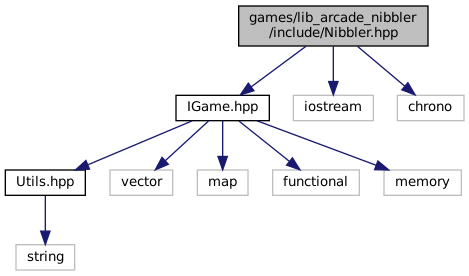 games/lib_arcade_nibbler
/include/Nibbler.hpp
IGame.hpp
iostream
chrono
Utils.hpp
vector
map
functional
memory
string